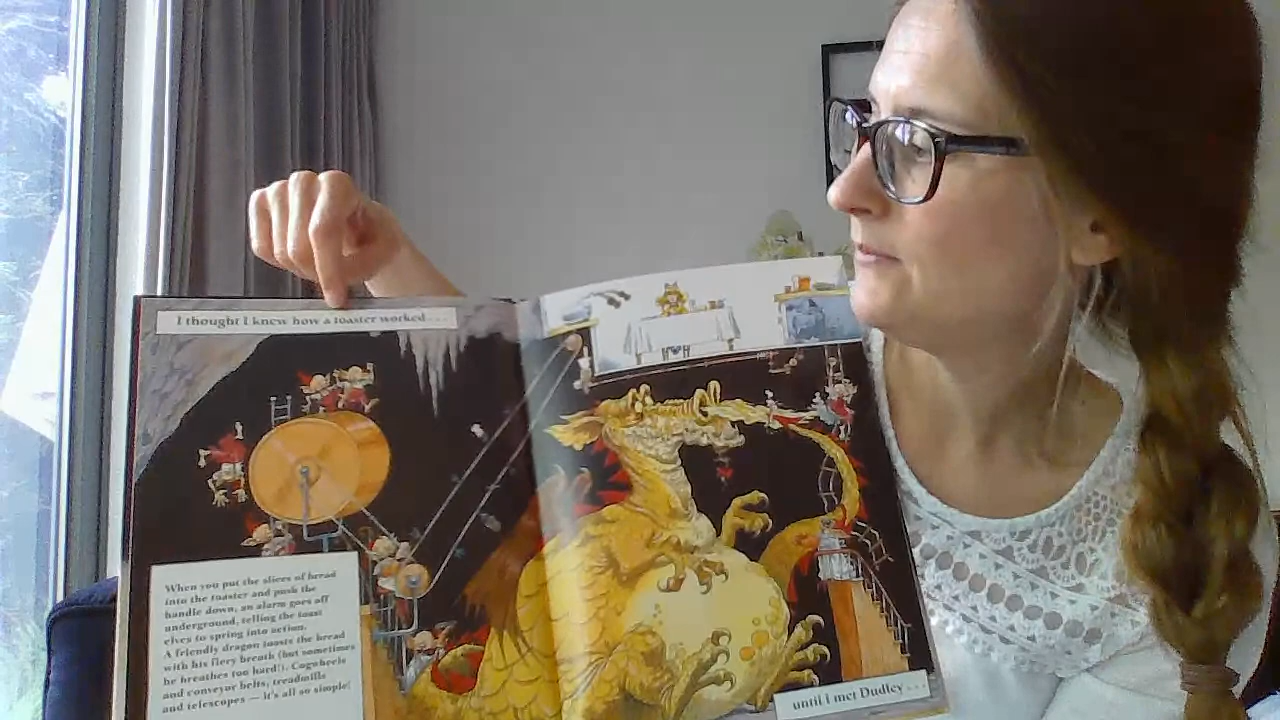 I thought I knew how a toaster worked . . .
When you put the slices of bread
into the toaster and push the
handle down, an alarm goes off
underground, telling the toast
elves to spring into action.
A friendly dragon toasts the bread
with his fiery breath (but sometimes
he breathes too hard!). Cogwheels
and conveyor belts, treadmills
and telescopes — it's all so simple!
until I met Dudley . . .